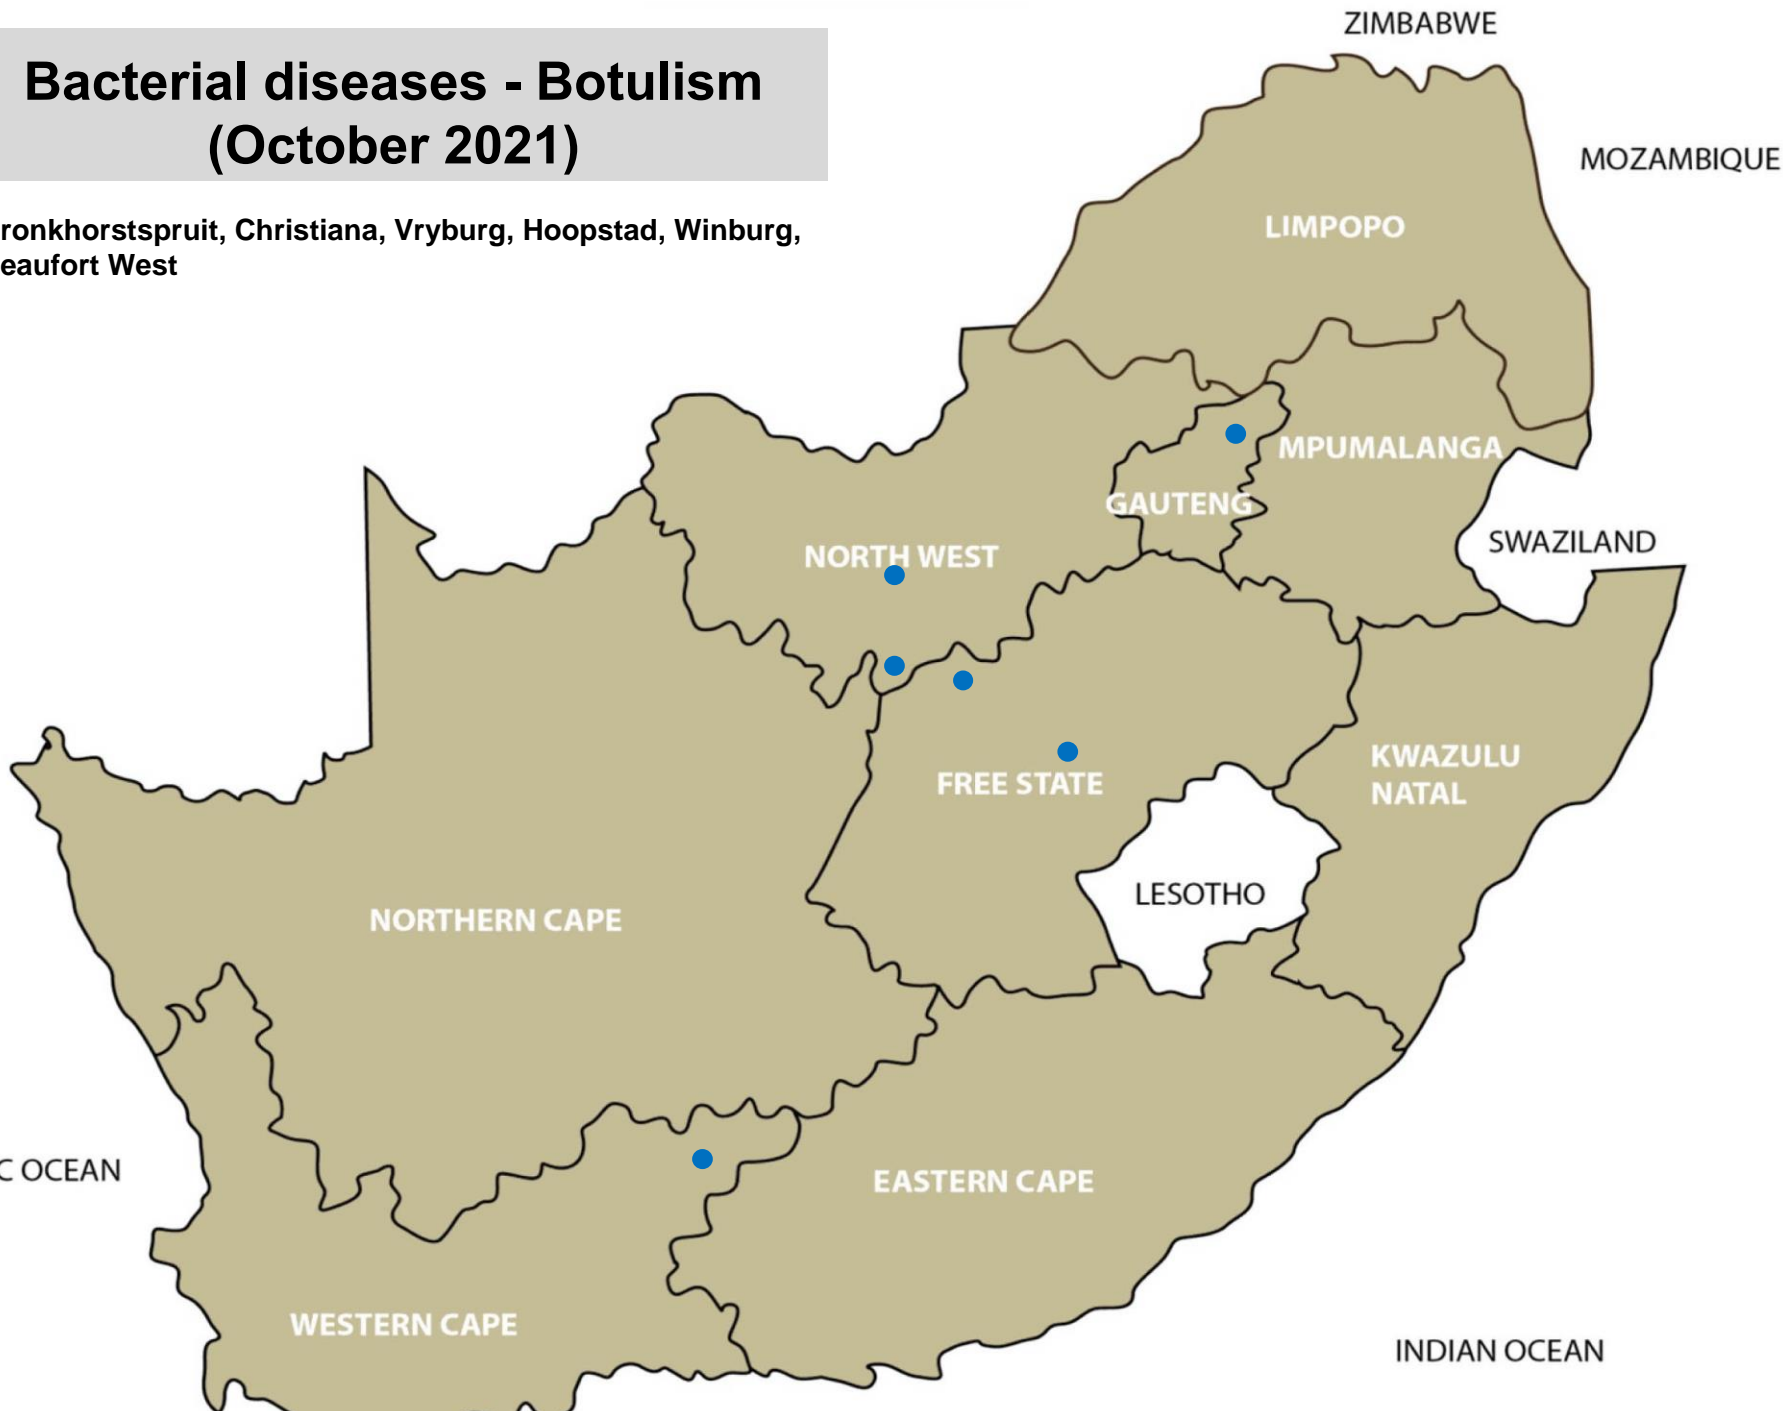 Bacterial diseases - Botulism
(October 2021)
ronkhorstspruit, Christiana, Vryburg, Hoopstad, Winburg,
eaufort West
ZIMBABWE
MOZAMBIQUE
LIMPOPO
MPUMALANGA
GAUTENG
SWAZILAND
NORTH WEST
KWAZULU
NATAL
FREE STATE
LESOTHO
NORTHERN CAPE
C OCEAN
EASTERN CAPE
WESTERN CAPE
INDIAN OCEAN